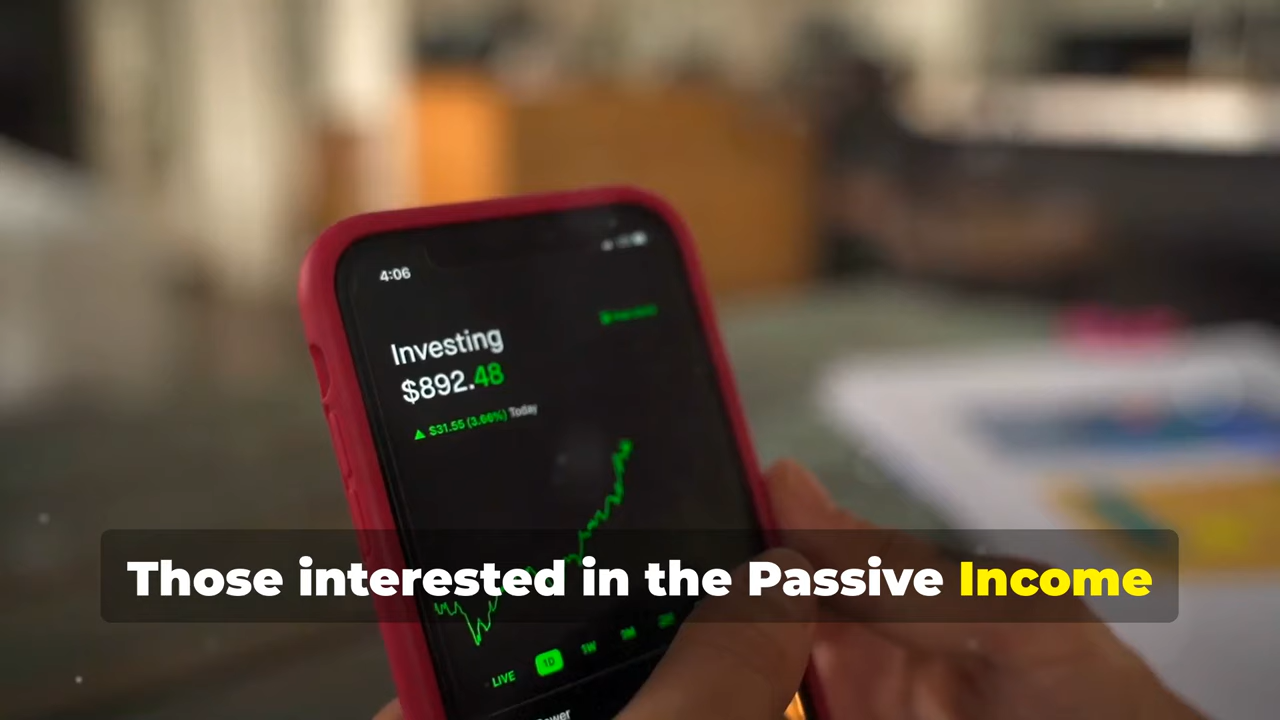 4:06
Investing
$892.48
▲ $31.55 (3.66%) Today
Those interested in the Passive Income
LIVE
1D
1W